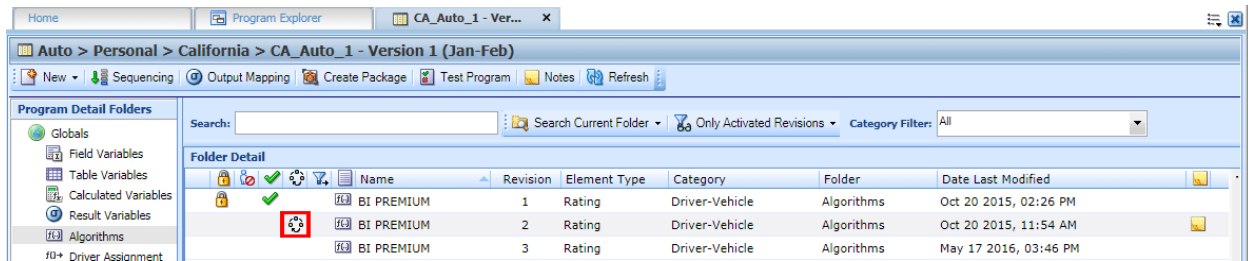 Home Program Explorer CA_Auto_1 - Ver... x
Auto > Personal > California > CA_Auto_1 - Version 1 (Jan-Feb)
New Sequencing Output Mapping Create Package Test Program Notes Refresh
Program Detail Folders
Globals
Field Variables
Table Variables
Calculated Variables
Result Variables
Algorithms
Driver Assignment
Search: Search Current Folder Only Activated Revisions Category Filter: All
Folder Detail
Name Revision Element Type Category Folder Date Last Modified
BI PREMIUM 1 Rating Driver-Vehicle Algorithms Oct 20 2015, 02:26 PM
BI PREMIUM 2 Rating Driver-Vehicle Algorithms Oct 20 2015, 11:54 AM
BI PREMIUM 3 Rating Driver-Vehicle Algorithms May 17 2016, 03:46 PM